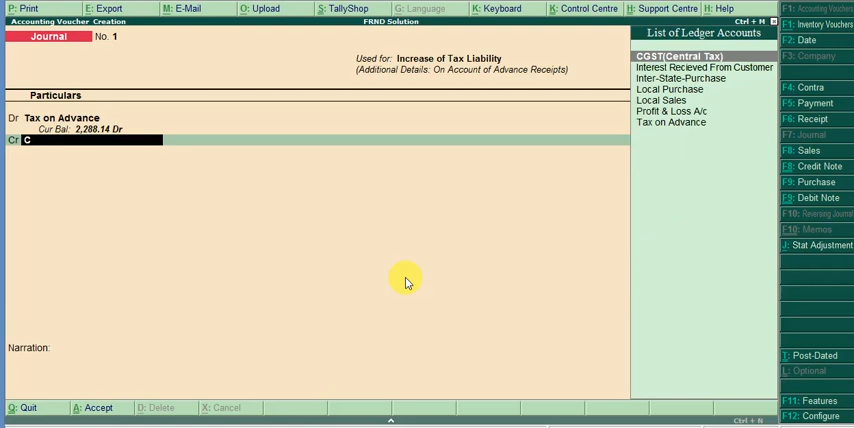 P: Print E: Export M: E-Mail O: Upload S: TallyShop G: Language K: Keyboard K: Control Centre H: Support Centre H: Help
Accounting Voucher Creation FRND Solution Ctrl + M
Journal No. 1
Used for: Increase of Tax Liability
(Additional Details: On Account of Advance Receipts)
Particulars
Dr Tax on Advance
Cur Bal: 2,288.14 Dr
Cr C
Narration:
List of Ledger Accounts
CGST(Central Tax)
Interest Recieved From Customer
Inter-State-Purchase
Local Purchase
Local Sales
Profit & Loss A/c
Tax on Advance
F1: Accounting Vouchers
F1: Inventory Vouchers
F2: Date
F3: Company
F4: Contra
F5: Payment
F6: Receipt
F7: Journal
F8: Sales
F8: Credit Note
F9: Purchase
F9: Debit Note
F10: Reversing Journal
F10: Memos
J: Stat Adjustment
T: Post-Dated
L: Optional
F11: Features
F12: Configure
Q: Quit A: Accept D: Delete X: Cancel
Ctrl + N